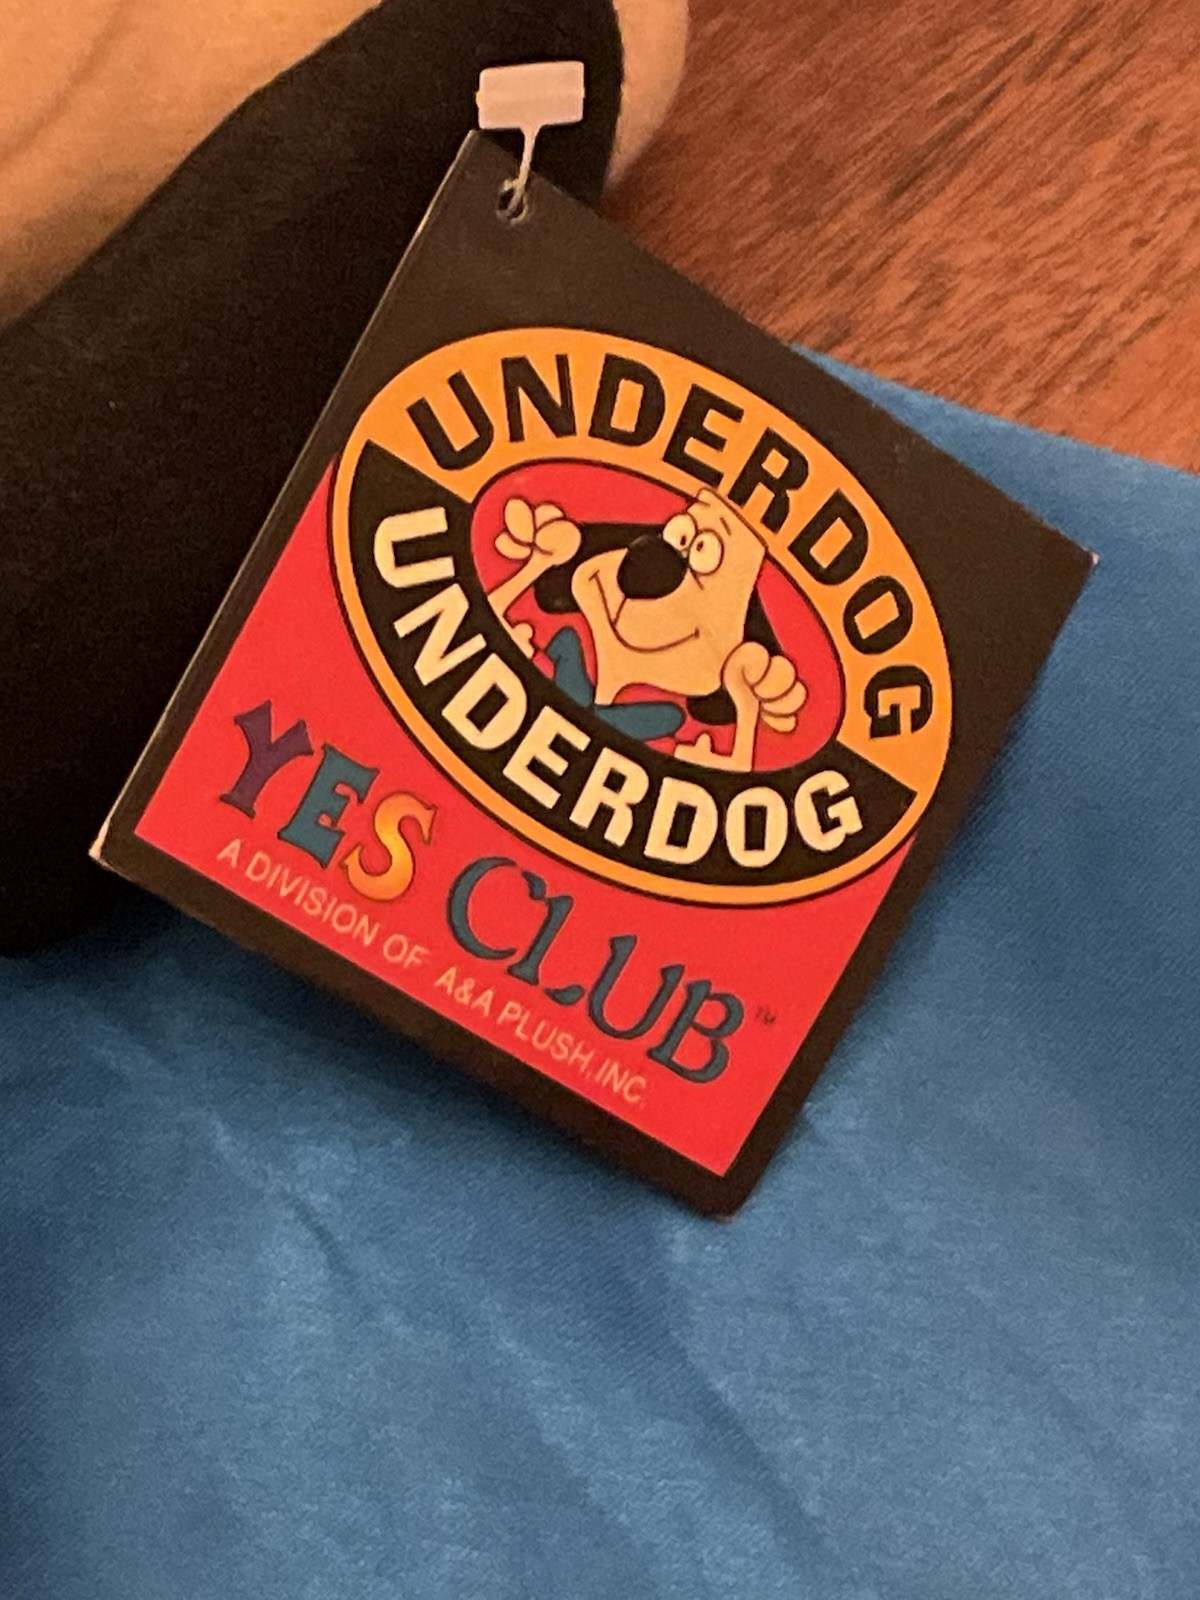 UNDERDOG
UNDERDOG
YES CLUB™
A DIVISION OF A&A PLUSH, INC.